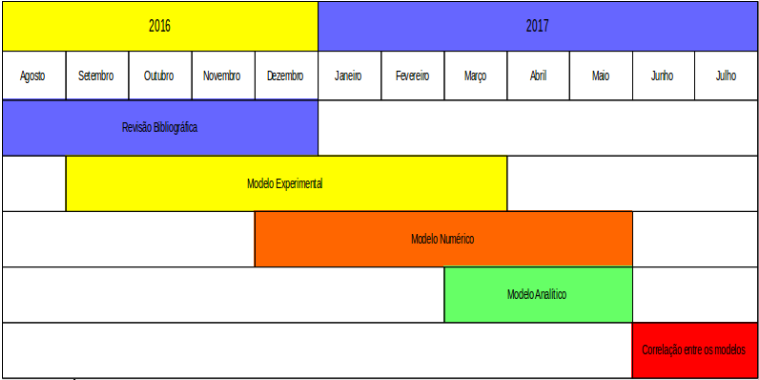 2016 2017
Agosto Setembro Outubro Novembro Dezembro Janeiro Fevereiro Março Abril Maio Junho Julho
Revisão Bibliográfica
Modelo Experimental
Modelo Numérico
Modelo Analítico
Correlação entre os modelos